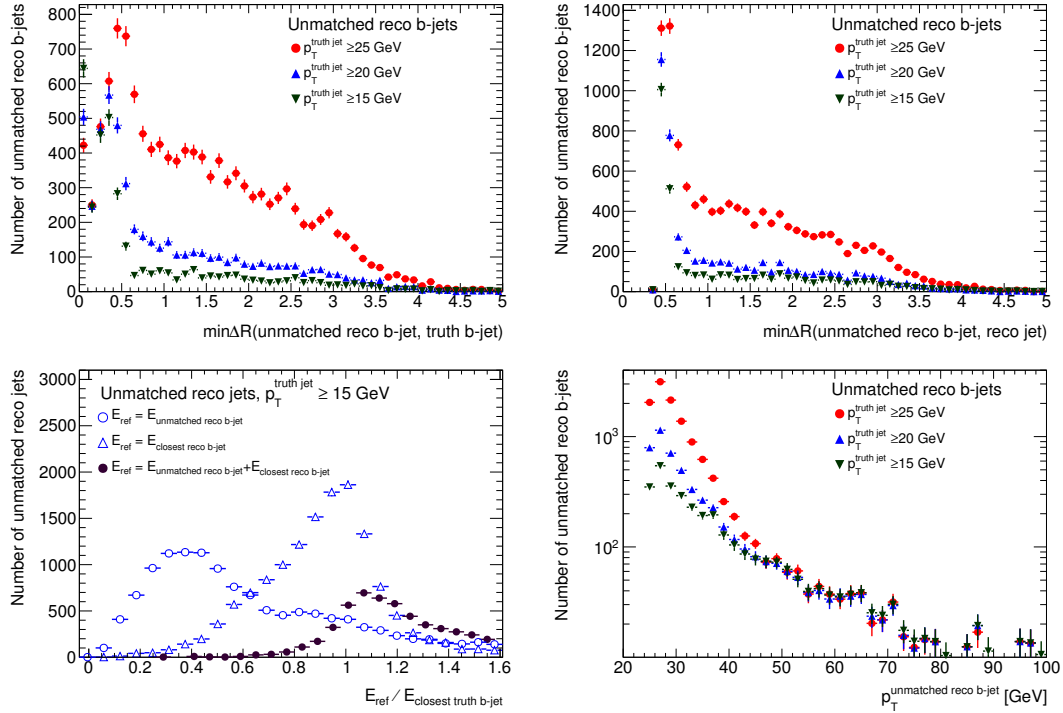 Number of unmatched reco b-jets
800
700
600
500
400
300
200
100
0
Unmatched reco b-jets
p_T^truth jet ≥25 GeV
p_T^truth jet ≥20 GeV
p_T^truth jet ≥15 GeV
0 0.5 1 1.5 2 2.5 3 3.5 4 4.5 5
min∆R(unmatched reco b-jet, truth b-jet)
Number of unmatched reco b-jets
1400
1200
1000
800
600
400
200
0
Unmatched reco b-jets
p_T^truth jet ≥25 GeV
p_T^truth jet ≥20 GeV
p_T^truth jet ≥15 GeV
0 0.5 1 1.5 2 2.5 3 3.5 4 4.5 5
min∆R(unmatched reco b-jet, reco jet)
Number of unmatched reco jets
3000
2500
2000
1500
1000
500
0
Unmatched reco jets, p_T^truth jet ≥ 15 GeV
E_ref = E_unmatched reco b-jet
E_ref = E_closest reco b-jet
E_ref = E_unmatched reco b-jet+E_closest reco b-jet
0 0.2 0.4 0.6 0.8 1 1.2 1.4 1.6
E_ref / E_closest truth b-jet
Number of unmatched reco b-jets
10^3
10^2
Unmatched reco b-jets
p_T^truth jet ≥25 GeV
p_T^truth jet ≥20 GeV
p_T^truth jet ≥15 GeV
20 30 40 50 60 70 80 90 100
p_T^unmatched reco b-jet [GeV]